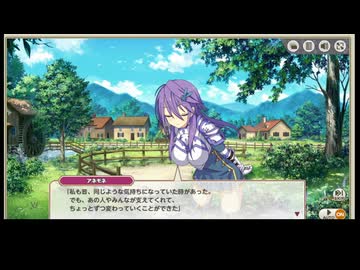 アネモネ
「私も昔、同じような気持ちになっていた時があった。
でも、あの人やみんなが支えてくれて、
ちょっとずつ変わっていくことができた」
AUTO
ON